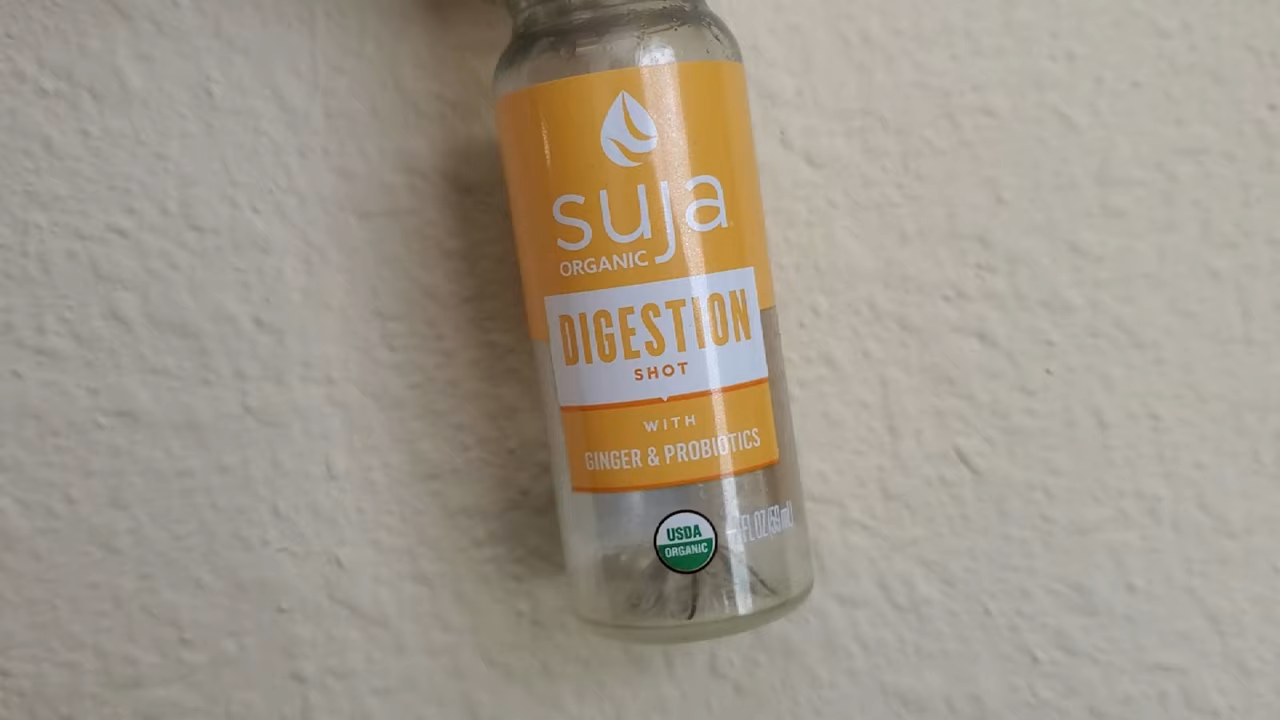 suja
ORGANIC
DIGESTION
SHOT
WITH
GINGER & PROBIOTICS
USDA
ORGANIC
FL OZ (59 mL)